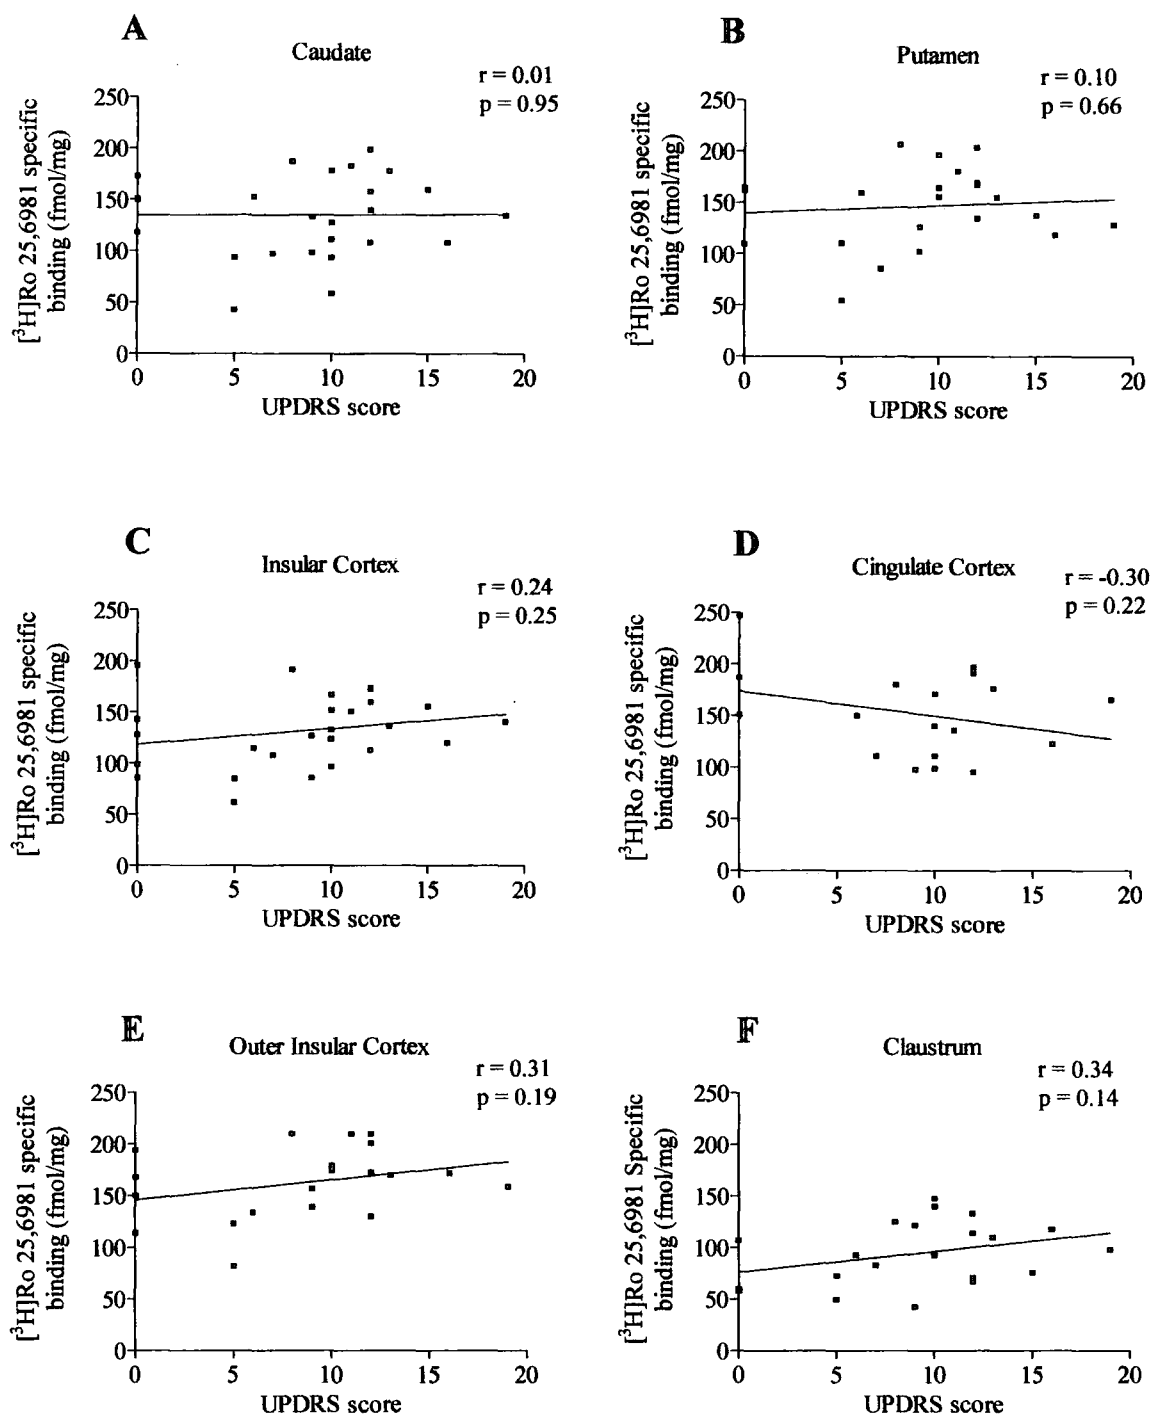 A
Caudate
r = 0.01
p = 0.95
[³H]Ro 25,6981 specific
binding (fmol/mg)
250
200
150
100
50
0
0 5 10 15 20
UPDRS score
B
Putamen
r = 0.10
p = 0.66
[³H]Ro 25,6981 specific
binding (fmol/mg)
250
200
150
100
50
0
0 5 10 15 20
UPDRS score
C
Insular Cortex
r = 0.24
p = 0.25
[³H]Ro 25,6981 specific
binding (fmol/mg)
250
200
150
100
50
0
0 5 10 15 20
UPDRS score
D
Cingulate Cortex
r = -0.30
p = 0.22
[³H]Ro 25,6981 specific
binding (fmol/mg)
250
200
150
100
50
0
0 5 10 15 20
UPDRS score
E
Outer Insular Cortex
r = 0.31
p = 0.19
[³H]Ro 25,6981 specific
binding (fmol/mg)
250
200
150
100
50
0
0 5 10 15 20
UPDRS score
F
Claustrum
r = 0.34
p = 0.14
[³H]Ro 25,6981 Specific
binding (fmol/mg)
250
200
150
100
50
0
0 5 10 15 20
UPDRS score